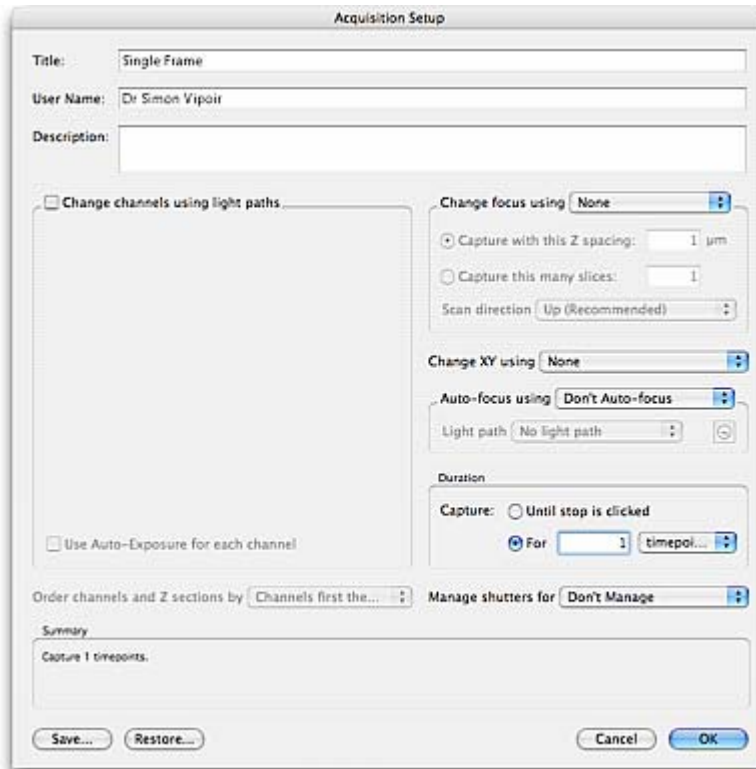 Acquisition Setup
Title: Single Frame
User Name: Dr Simon Vipoir
Description:
Change channels using light paths
Use Auto-Exposure for each channel
Change focus using None
Capture with this Z spacing: 1 µm
Capture this many slices: 1
Scan direction Up (Recommended)
Change XY using None
Auto-focus using Don't Auto-focus
Light path No light path
Duration
Capture: Until stop is clicked
For 1 timepoi...
Order channels and Z sections by Channels first the...
Manage shutters for Don't Manage
Summary
Capture 1 timepoints.
Save... Restore... Cancel OK